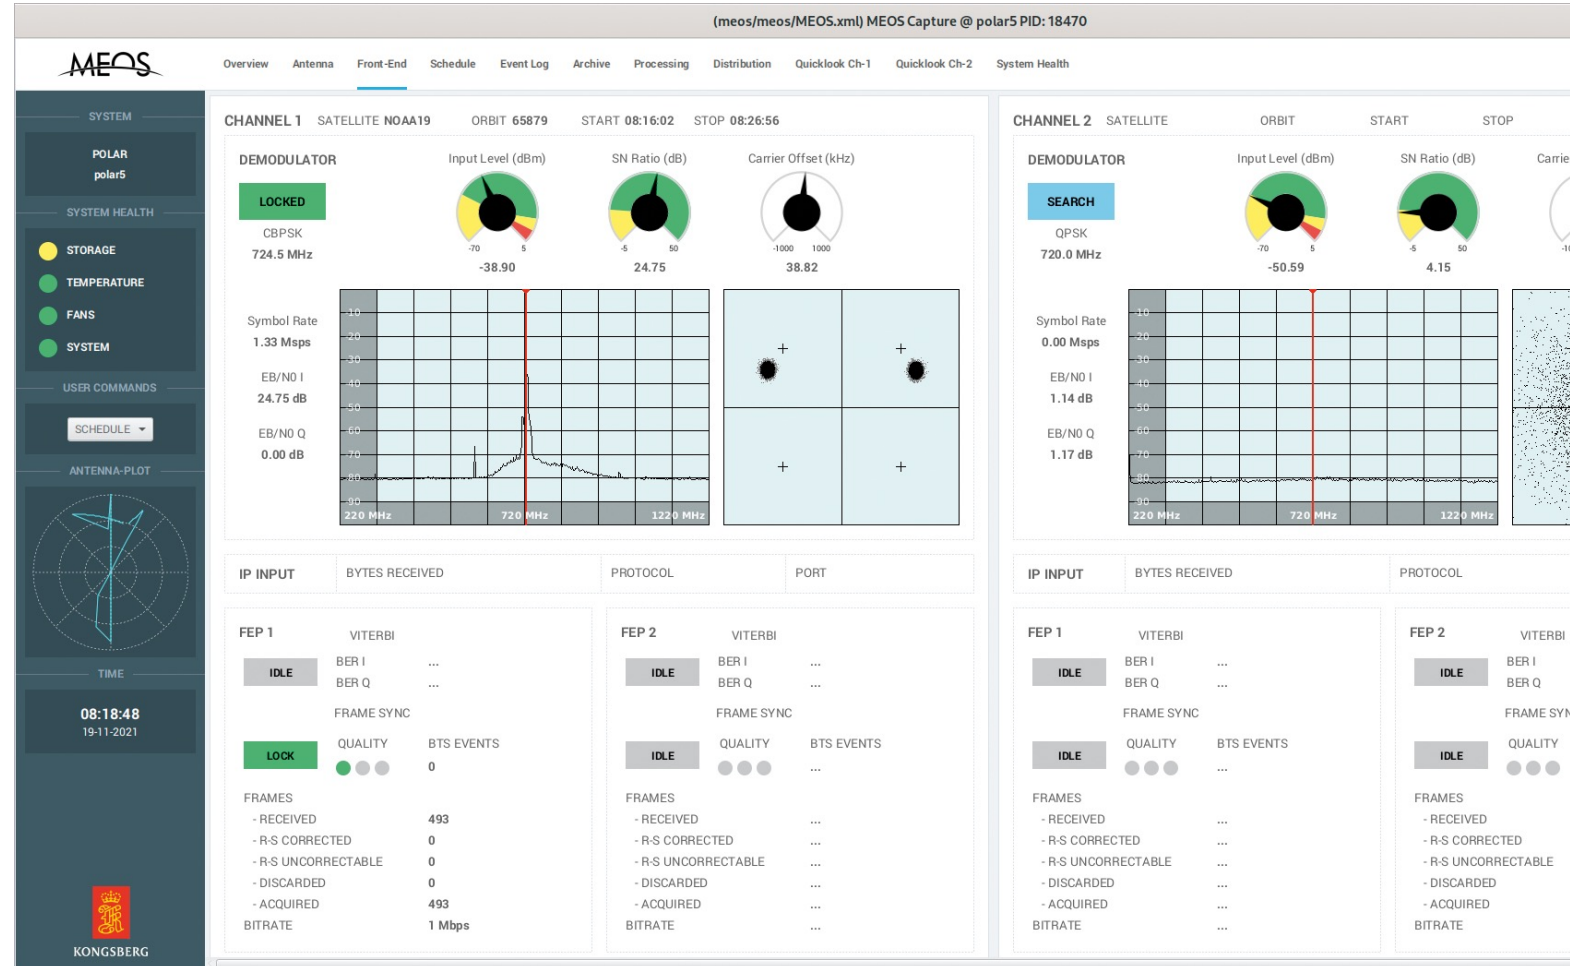 (meos/meos/MEOS.xml) MEOS Capture @ polar5 PID: 18470
MEOS
Overview Antenna Front-End Schedule Event Log Archive Processing Distribution Quicklook Ch-1 Quicklook Ch-2 System Health
SYSTEM
POLAR
polar5
SYSTEM HEALTH
STORAGE
TEMPERATURE
FANS
SYSTEM
USER COMMANDS
SCHEDULE
ANTENNA-PLOT
TIME
08:18:48
19-11-2021
KONGSBERG
CHANNEL 1 SATELLITE NOAA19 ORBIT 65879 START 08:16:02 STOP 08:26:56
DEMODULATOR Input Level (dBm) SN Ratio (dB) Carrier Offset (kHz)
LOCKED
CBPSK
724.5 MHz
-70 5 -5 50 -1000 1000
-38.90 24.75 38.82
Symbol Rate
1.33 Msps
EB/N0 I
24.75 dB
EB/N0 Q
0.00 dB
-10
-20
-30
-40
-50
-60
-70
-80
-90
220 MHz 720 MHz 1220 MHz
IP INPUT BYTES RECEIVED PROTOCOL PORT
FEP 1 VITERBI
IDLE
BER I ...
BER Q ...
FRAME SYNC
LOCK
QUALITY BTS EVENTS
0
FRAMES
- RECEIVED 493
- R-S CORRECTED 0
- R-S UNCORRECTABLE 0
- DISCARDED 0
- ACQUIRED 493
BITRATE 1 Mbps
FEP 2 VITERBI
IDLE
BER I ...
BER Q ...
FRAME SYNC
IDLE
QUALITY BTS EVENTS
...
FRAMES
- RECEIVED ...
- R-S CORRECTED ...
- R-S UNCORRECTABLE ...
- DISCARDED ...
- ACQUIRED ...
BITRATE ...
CHANNEL 2 SATELLITE ORBIT START STOP
DEMODULATOR Input Level (dBm) SN Ratio (dB) Carrie
SEARCH
QPSK
720.0 MHz
-70 5 -5 50 -10
-50.59 4.15
Symbol Rate
0.00 Msps
EB/N0 I
1.14 dB
EB/N0 Q
1.17 dB
-10
-20
-30
-40
-50
-60
-70
-80
-90
220 MHz 720 MHz 1220 MHz
IP INPUT BYTES RECEIVED PROTOCOL
FEP 1 VITERBI
IDLE
BER I ...
BER Q ...
FRAME SYNC
IDLE
QUALITY BTS EVENTS
...
FRAMES
- RECEIVED ...
- R-S CORRECTED ...
- R-S UNCORRECTABLE ...
- DISCARDED ...
- ACQUIRED ...
BITRATE ...
FEP 2 VITERBI
IDLE
BER I
BER Q
FRAME SYN
IDLE
QUALITY
FRAMES
- RECEIVED
- R-S CORRECTED
- R-S UNCORRECTABLE
- DISCARDED
- ACQUIRED
BITRATE